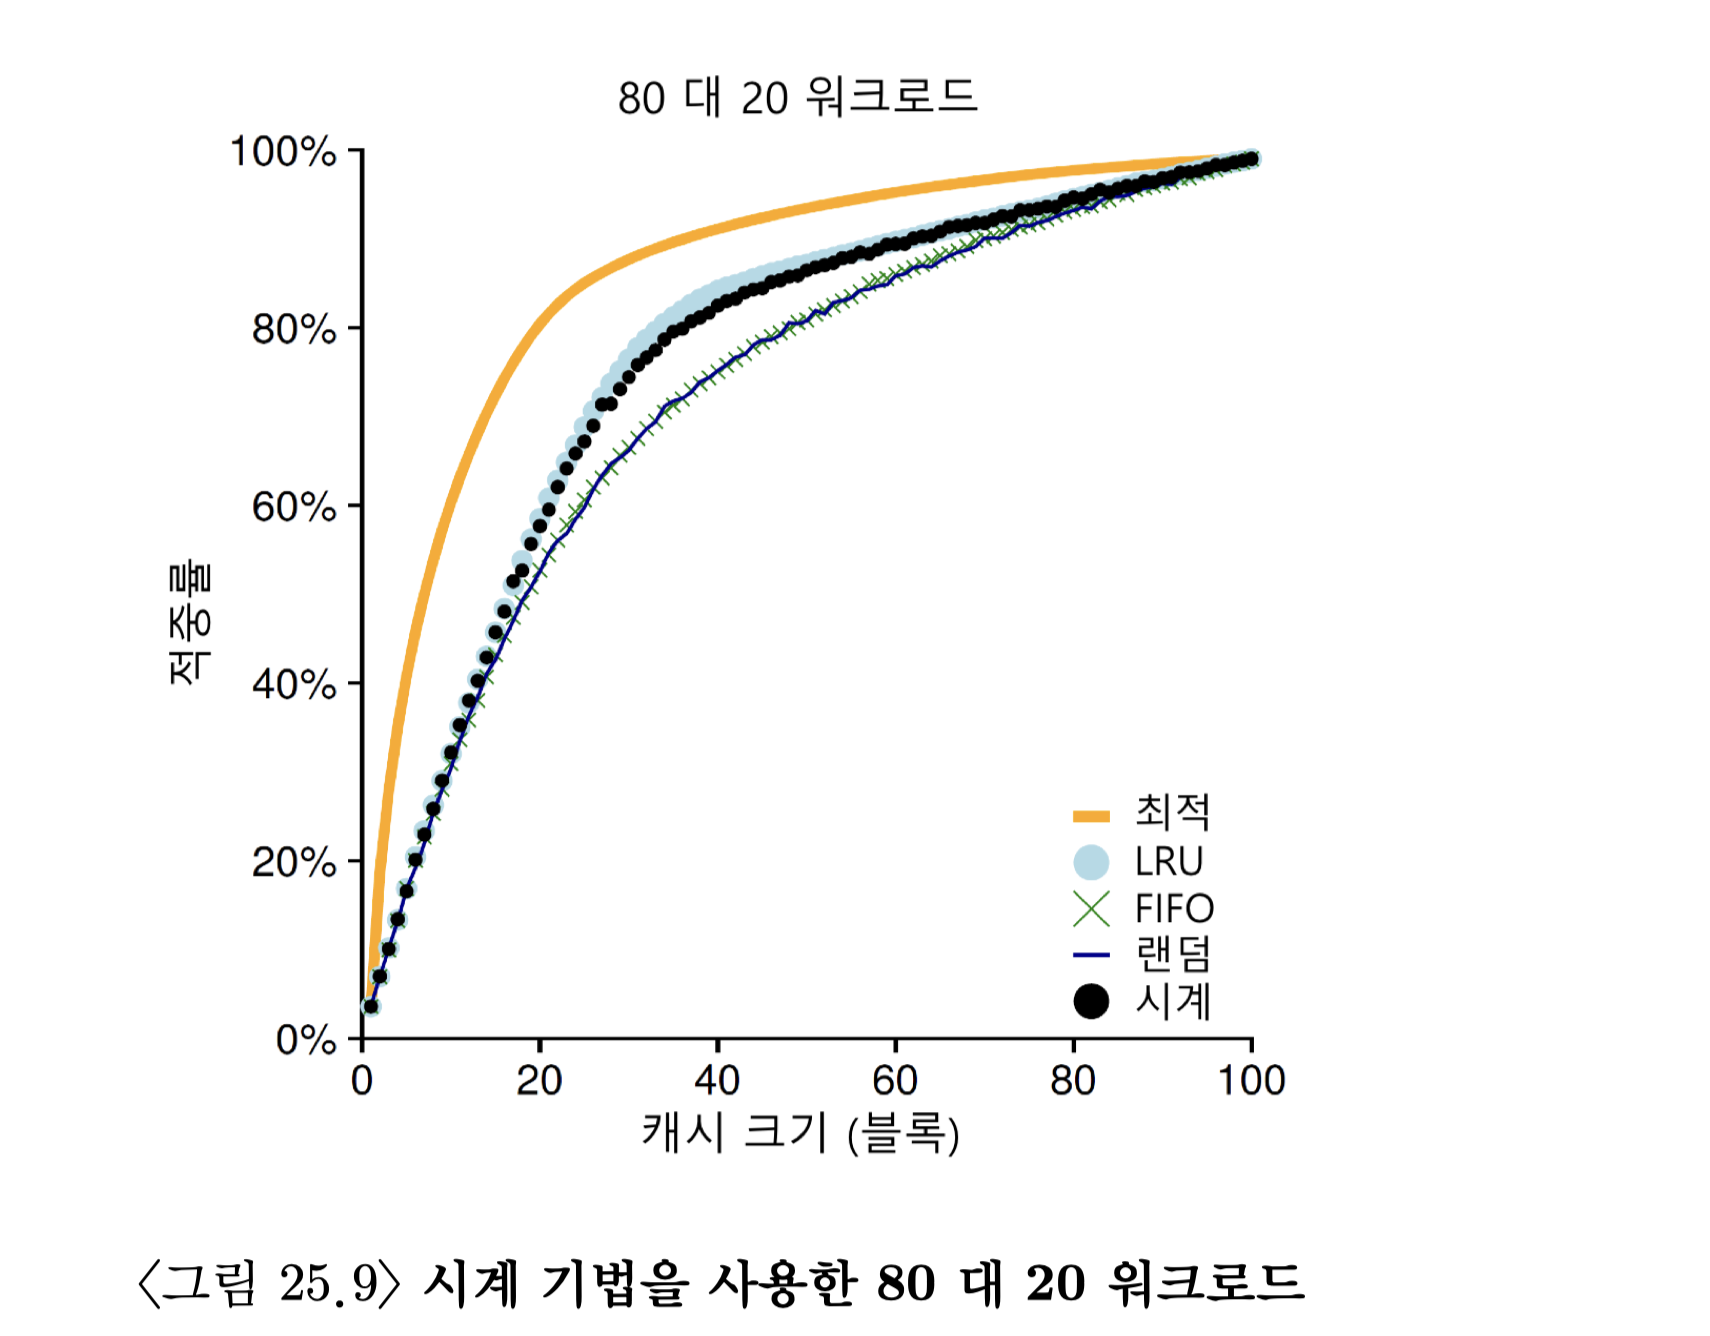 80 대 20 워크로드
100%
80%
60%
40%
20%
0%
적중률
0 20 40 60 80 100
캐시 크기 (블록)
최적
LRU
FIFO
랜덤
시계
〈그림 25.9〉 시계 기법을 사용한 80 대 20 워크로드